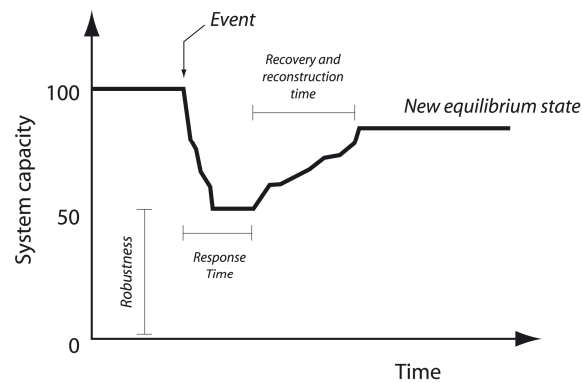 Event
Recovery and
reconstruction
time
100
New equilibrium state
System capacity
50
Robustness
Response
Time
0
Time